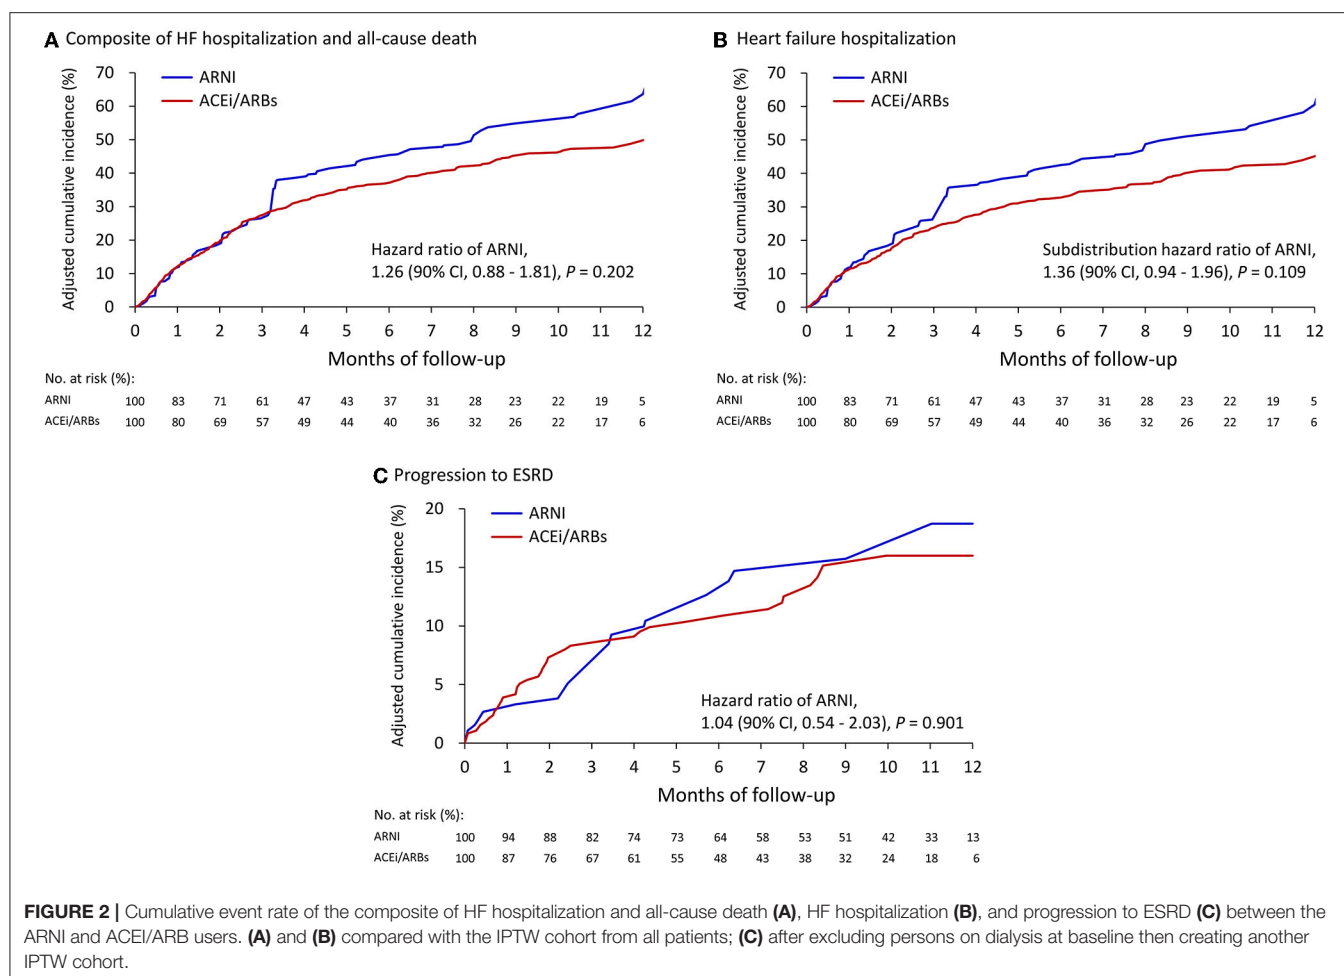 A Composite of HF hospitalization and all-cause death
Adjusted cumulative incidence (%)
70
60
50
40
30
20
10
0
ARNI
ACEi/ARBs
Hazard ratio of ARNI,
1.26 (90% CI, 0.88 - 1.81), P = 0.202
0 1 2 3 4 5 6 7 8 9 10 11 12
Months of follow-up
No. at risk (%):
ARNI 100 83 71 61 47 43 37 31 28 23 22 19 5
ACEi/ARBs 100 80 69 57 49 44 40 36 32 26 22 17 6
B Heart failure hospitalization
Adjusted cumulative incidence (%)
70
60
50
40
30
20
10
0
ARNI
ACEi/ARBs
Subdistribution hazard ratio of ARNI,
1.36 (90% CI, 0.94 - 1.96), P = 0.109
0 1 2 3 4 5 6 7 8 9 10 11 12
Months of follow-up
No. at risk (%):
ARNI 100 83 71 61 47 43 37 31 28 23 22 19 5
ACEi/ARBs 100 80 69 57 49 44 40 36 32 26 22 17 6
C Progression to ESRD
Adjusted cumulative incidence (%)
20
15
10
5
0
ARNI
ACEi/ARBs
Hazard ratio of ARNI,
1.04 (90% CI, 0.54 - 2.03), P = 0.901
0 1 2 3 4 5 6 7 8 9 10 11 12
Months of follow-up
No. at risk (%):
ARNI 100 94 88 82 74 73 64 58 53 51 42 33 13
ACEi/ARBs 100 87 76 67 61 55 48 43 38 32 24 18 6
FIGURE 2 | Cumulative event rate of the composite of HF hospitalization and all-cause death (A), HF hospitalization (B), and progression to ESRD (C) between the
ARNI and ACEI/ARB users. (A) and (B) compared with the IPTW cohort from all patients; (C) after excluding persons on dialysis at baseline then creating another
IPTW cohort.